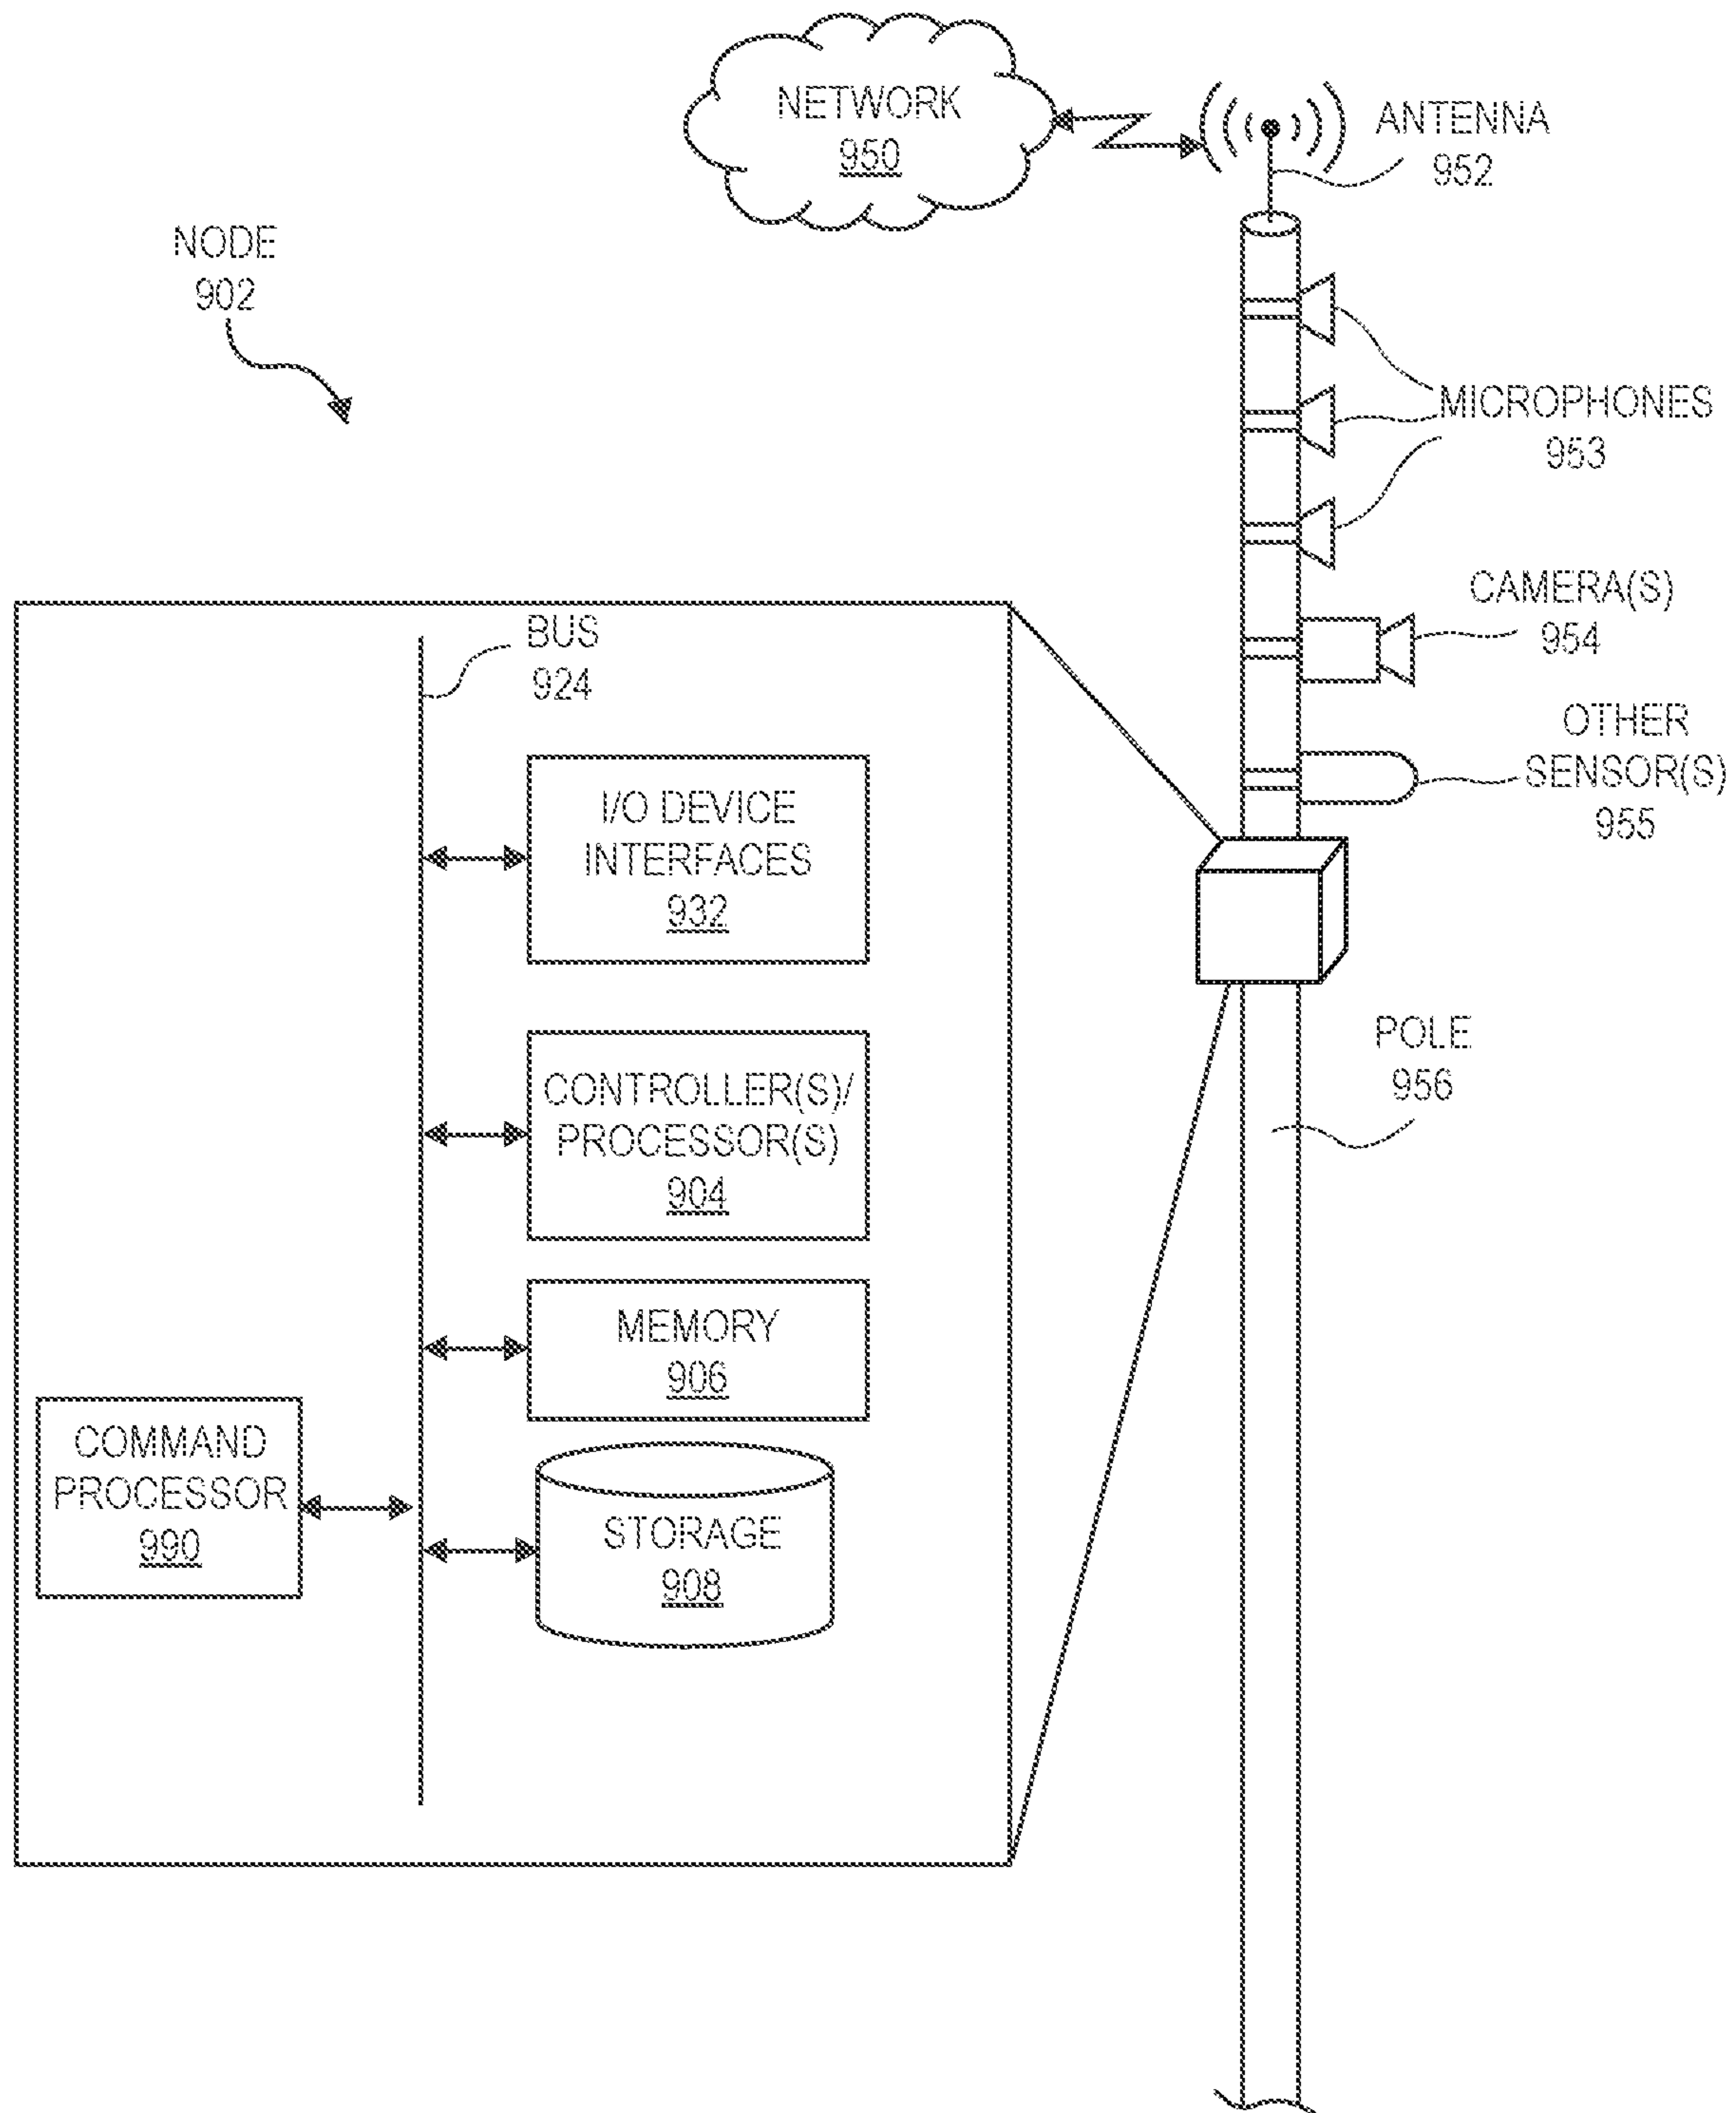 NETWORK
950
ANTENNA
952
NODE
902
MICROPHONES
953
CAMERA(S)
954
OTHER
SENSOR(S)
955
BUS
924
I/O DEVICE
INTERFACES
932
POLE
956
CONTROLLER(S)/
PROCESSOR(S)
904
MEMORY
906
COMMAND
PROCESSOR
990
STORAGE
908